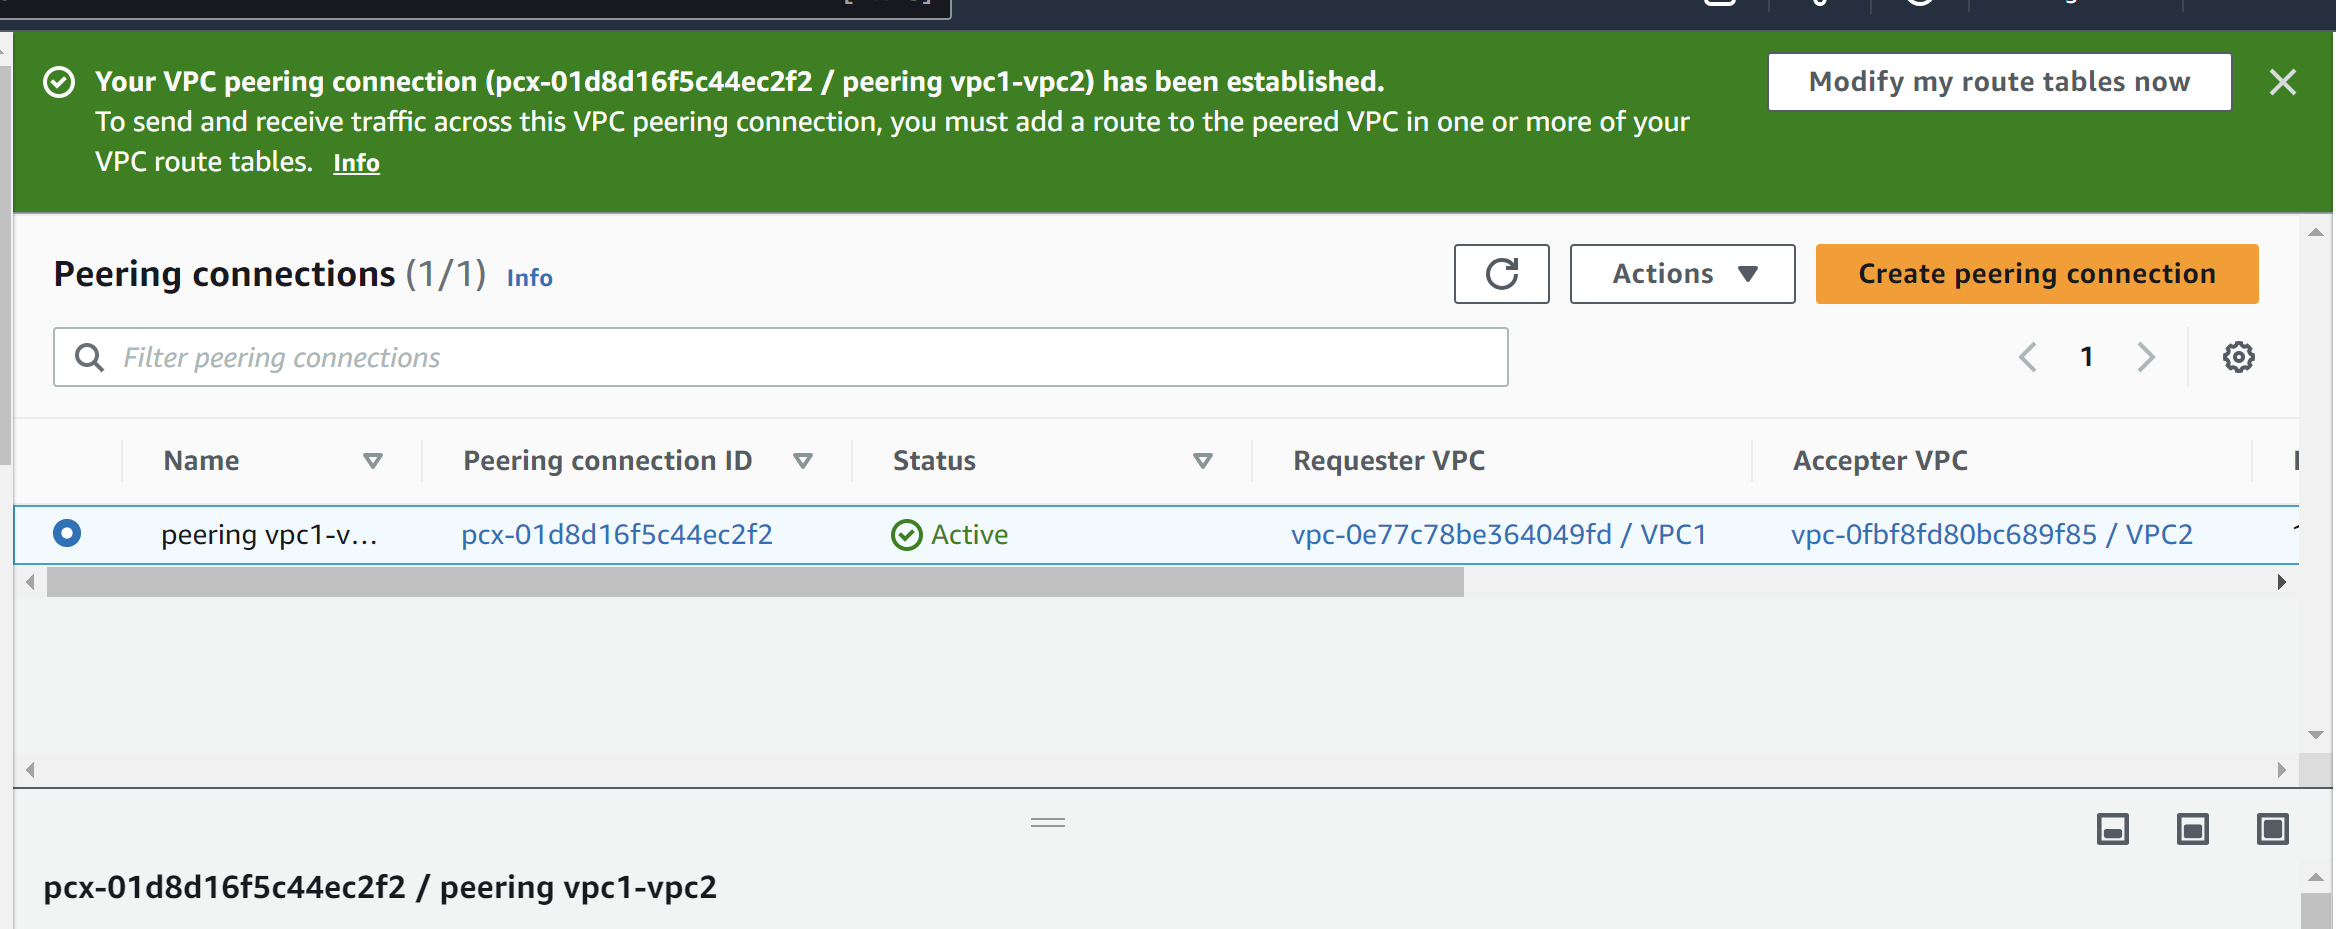 Your VPC peering connection (pcx-01d8d16f5c44ec2f2 / peering vpc1-vpc2) has been established.
To send and receive traffic across this VPC peering connection, you must add a route to the peered VPC in one or more of your
VPC route tables. Info
Modify my route tables now
Peering connections (1/1) Info
Actions
Create peering connection
Filter peering connections
1
Name Peering connection ID Status Requester VPC Accepter VPC
peering vpc1-v... pcx-01d8d16f5c44ec2f2 Active vpc-0e77c78be364049fd / VPC1 vpc-0fbf8fd80bc689f85 / VPC2
pcx-01d8d16f5c44ec2f2 / peering vpc1-vpc2